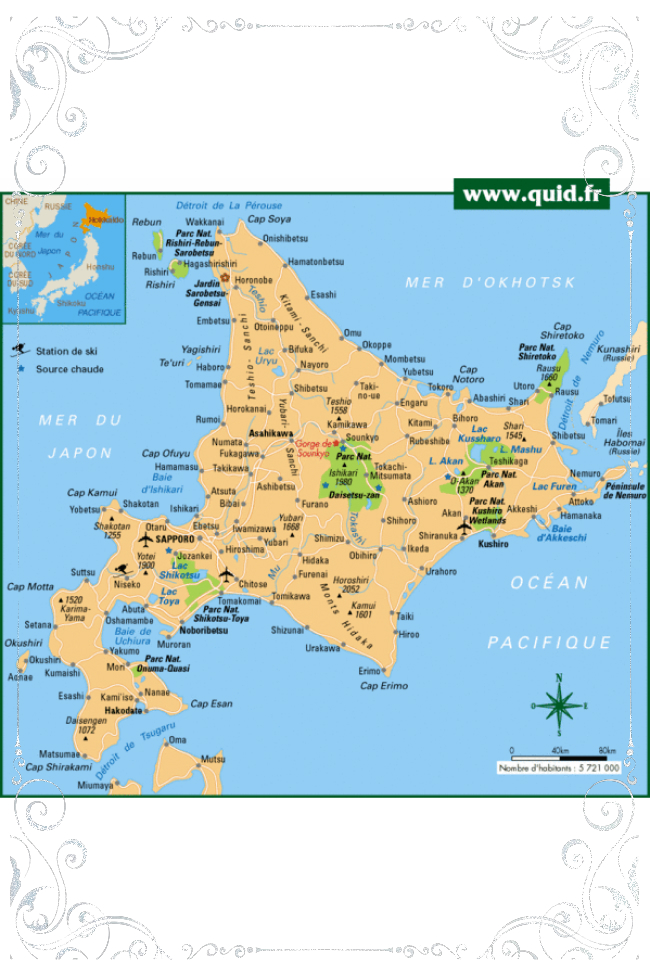 www.quid.fr
CHINE
RUSSIE
Hokkaido
Mer du
Japon
JAPON
CORÉE
DU NORD
CORÉE
DU-SUD
Honshu
Kyushu
Shikoku
OCÉAN
PACIFIQUE
Station de ski
Source chaude
Détroit de La Pérouse
Rebun
Wakkanai
Cap Soya
Parc Nat.
Rishiri-Rebun-
Sarobetsu
Onishibetsu
Rebun
Hagashirishiri
Hamatonbetsu
Rishiri
Rishiri
Jardin
Sarobetsu
Gensai
Horonobe
Teshio
Kitami-Sanchi
Esashi
MER D'OKHOTSK
Embetsu
Otoineppu
Teshio-Sanchi
Omu
Okoppe
Yagishiri
Te'uri
Haboro
Lac
Uryu
Bifuka
Nayoro
Mombetsu
Yubetsu
Cap
Notoro
Tokoro
Cap
Shiretoko
Parc Nat.
Shiretoko
Rausu
1660
Utoro
Rausu
Détroit de Nemuro
Kunashiri
(Russie)
Tomamae
Shibetsu
Taki-
no-ue
Engaru
Abashiri
Shari
Totsutsu
Horokanai
Yubari-
Sanchi
Teshio
1558
Kamikawa
Bihoro
Kitami
Rumoi
Asahikawa
Gorge de
Sounkyo
Sounkyo
Rubeshibe
Lac
Kussharo
Shari
1545
Shibetsu
Tomari
Îles
Habomai
(Russie)
Numata
Fukagawa
Parc Nat.
Ishikari
1980
Daisetsu-zan
Tokachi-
Mitsumata
L. Akan
L. Mashu
Teshikaga
Cap Ofuyu
Hamamasu
Takikawa
Baie
d'Ishikari
Ashibetsu
D-Akan
1370
Parc Nat.
Akan
Nemuro
Lac Furen
Péninsule
de Nemuro
Cap Kamui
Yobetsu
Shakotan
Shakotan
1255
Atsuta
Bibai
Ishikari
Furano
Ashioro
Akan
Parc Nat.
Kushiro
Wetlands
Akkeshi
Attoko
Hamanaka
Baie
d'Akkeschi
Otaru
Ebetsu
Iwamizawa
Yubari
1668
Tokashi
Shihoro
SAPPORO
Yubari
Shimizu
Shiranuka
Kushiro
Yotei
1900
Jozankei
Hiroshima
Obihiro
Ikeda
Lac
Shikotsu
Hidaka
Urahoro
Suttsu
Niseko
Chitose
Mu
Furenai
Horoshiri
2052
OCÉAN
PACIFIQUE
Cap Motta
1520
Karima-
Yama
Lac
Toya
Tomakomai
Tomikawa
Kamui
1601
Monts Hidaka
Abuta
Parc Nat.
Shikotsu-Toya
Taiki
Setana
Oshamambe
Noboribetsu
Shizunai
Hiroo
Baie de
Uchiura
Muroran
Urakawa
Okushiri
Okushiri
Aonae
Kumaishi
Yakumo
Mori
Parc Nat.
Onuma-Quasi
Erimo
Cap Erimo
Esashi
Kami'iso
Nanae
Cap Esan
Hakodate
Daisengen
1072
Détroit de Tsugaru
Matsumae
Cap Shirakami
Oma
Mutsu
Miumaya
N
O
E
S
0
40km
80km
Nombre d'habitants : 5 721 000